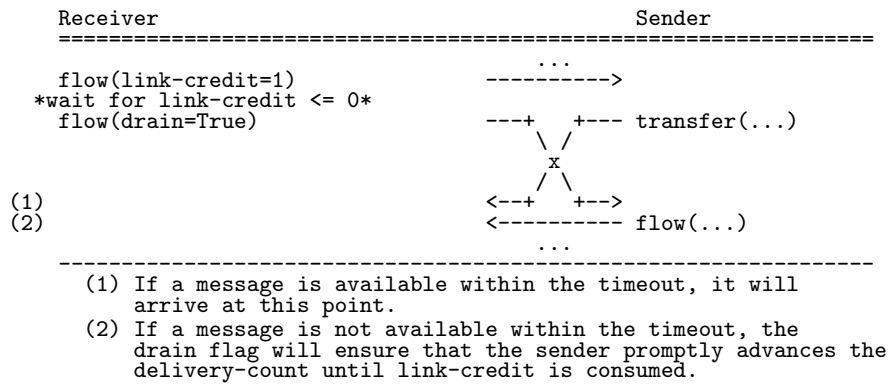 Receiver                                              Sender
=================================================================
                                       ...
flow(link-credit=1)               ---------->
*wait for link-credit <= 0*
flow(drain=True)                  ---+   +--- transfer(...)
                                      \ /
                                       x
                                      / \
(1)                               <--+   +-->
(2)                               <---------- flow(...)
                                       ...
-----------------------------------------------------------------
(1) If a message is available within the timeout, it will
arrive at this point.
(2) If a message is not available within the timeout, the
drain flag will ensure that the sender promptly advances the
delivery-count until link-credit is consumed.